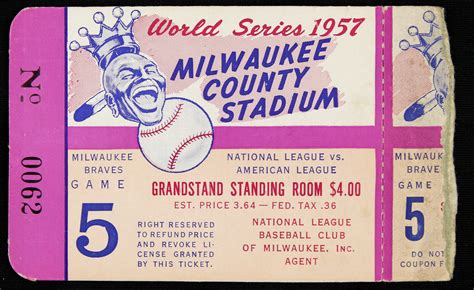 No 0062
World Series 1957
MILWAUKEE
COUNTY
STADIUM
MILWAUKEE
BRAVES
GAME
5
NATIONAL LEAGUE vs.
AMERICAN LEAGUE
GRANDSTAND STANDING ROOM $4.00
EST. PRICE 3.64 — FED. TAX .36
RIGHT RESERVED
TO REFUND PRICE
AND REVOKE LI-
CENSE GRANTED BY
THIS TICKET.
NATIONAL LEAGUE
BASEBALL CLUB
OF MILWAUKEE, INC.
AGENT
MILWAUKEE
BRAVES
GAME
5
DO NOT
COUPON F